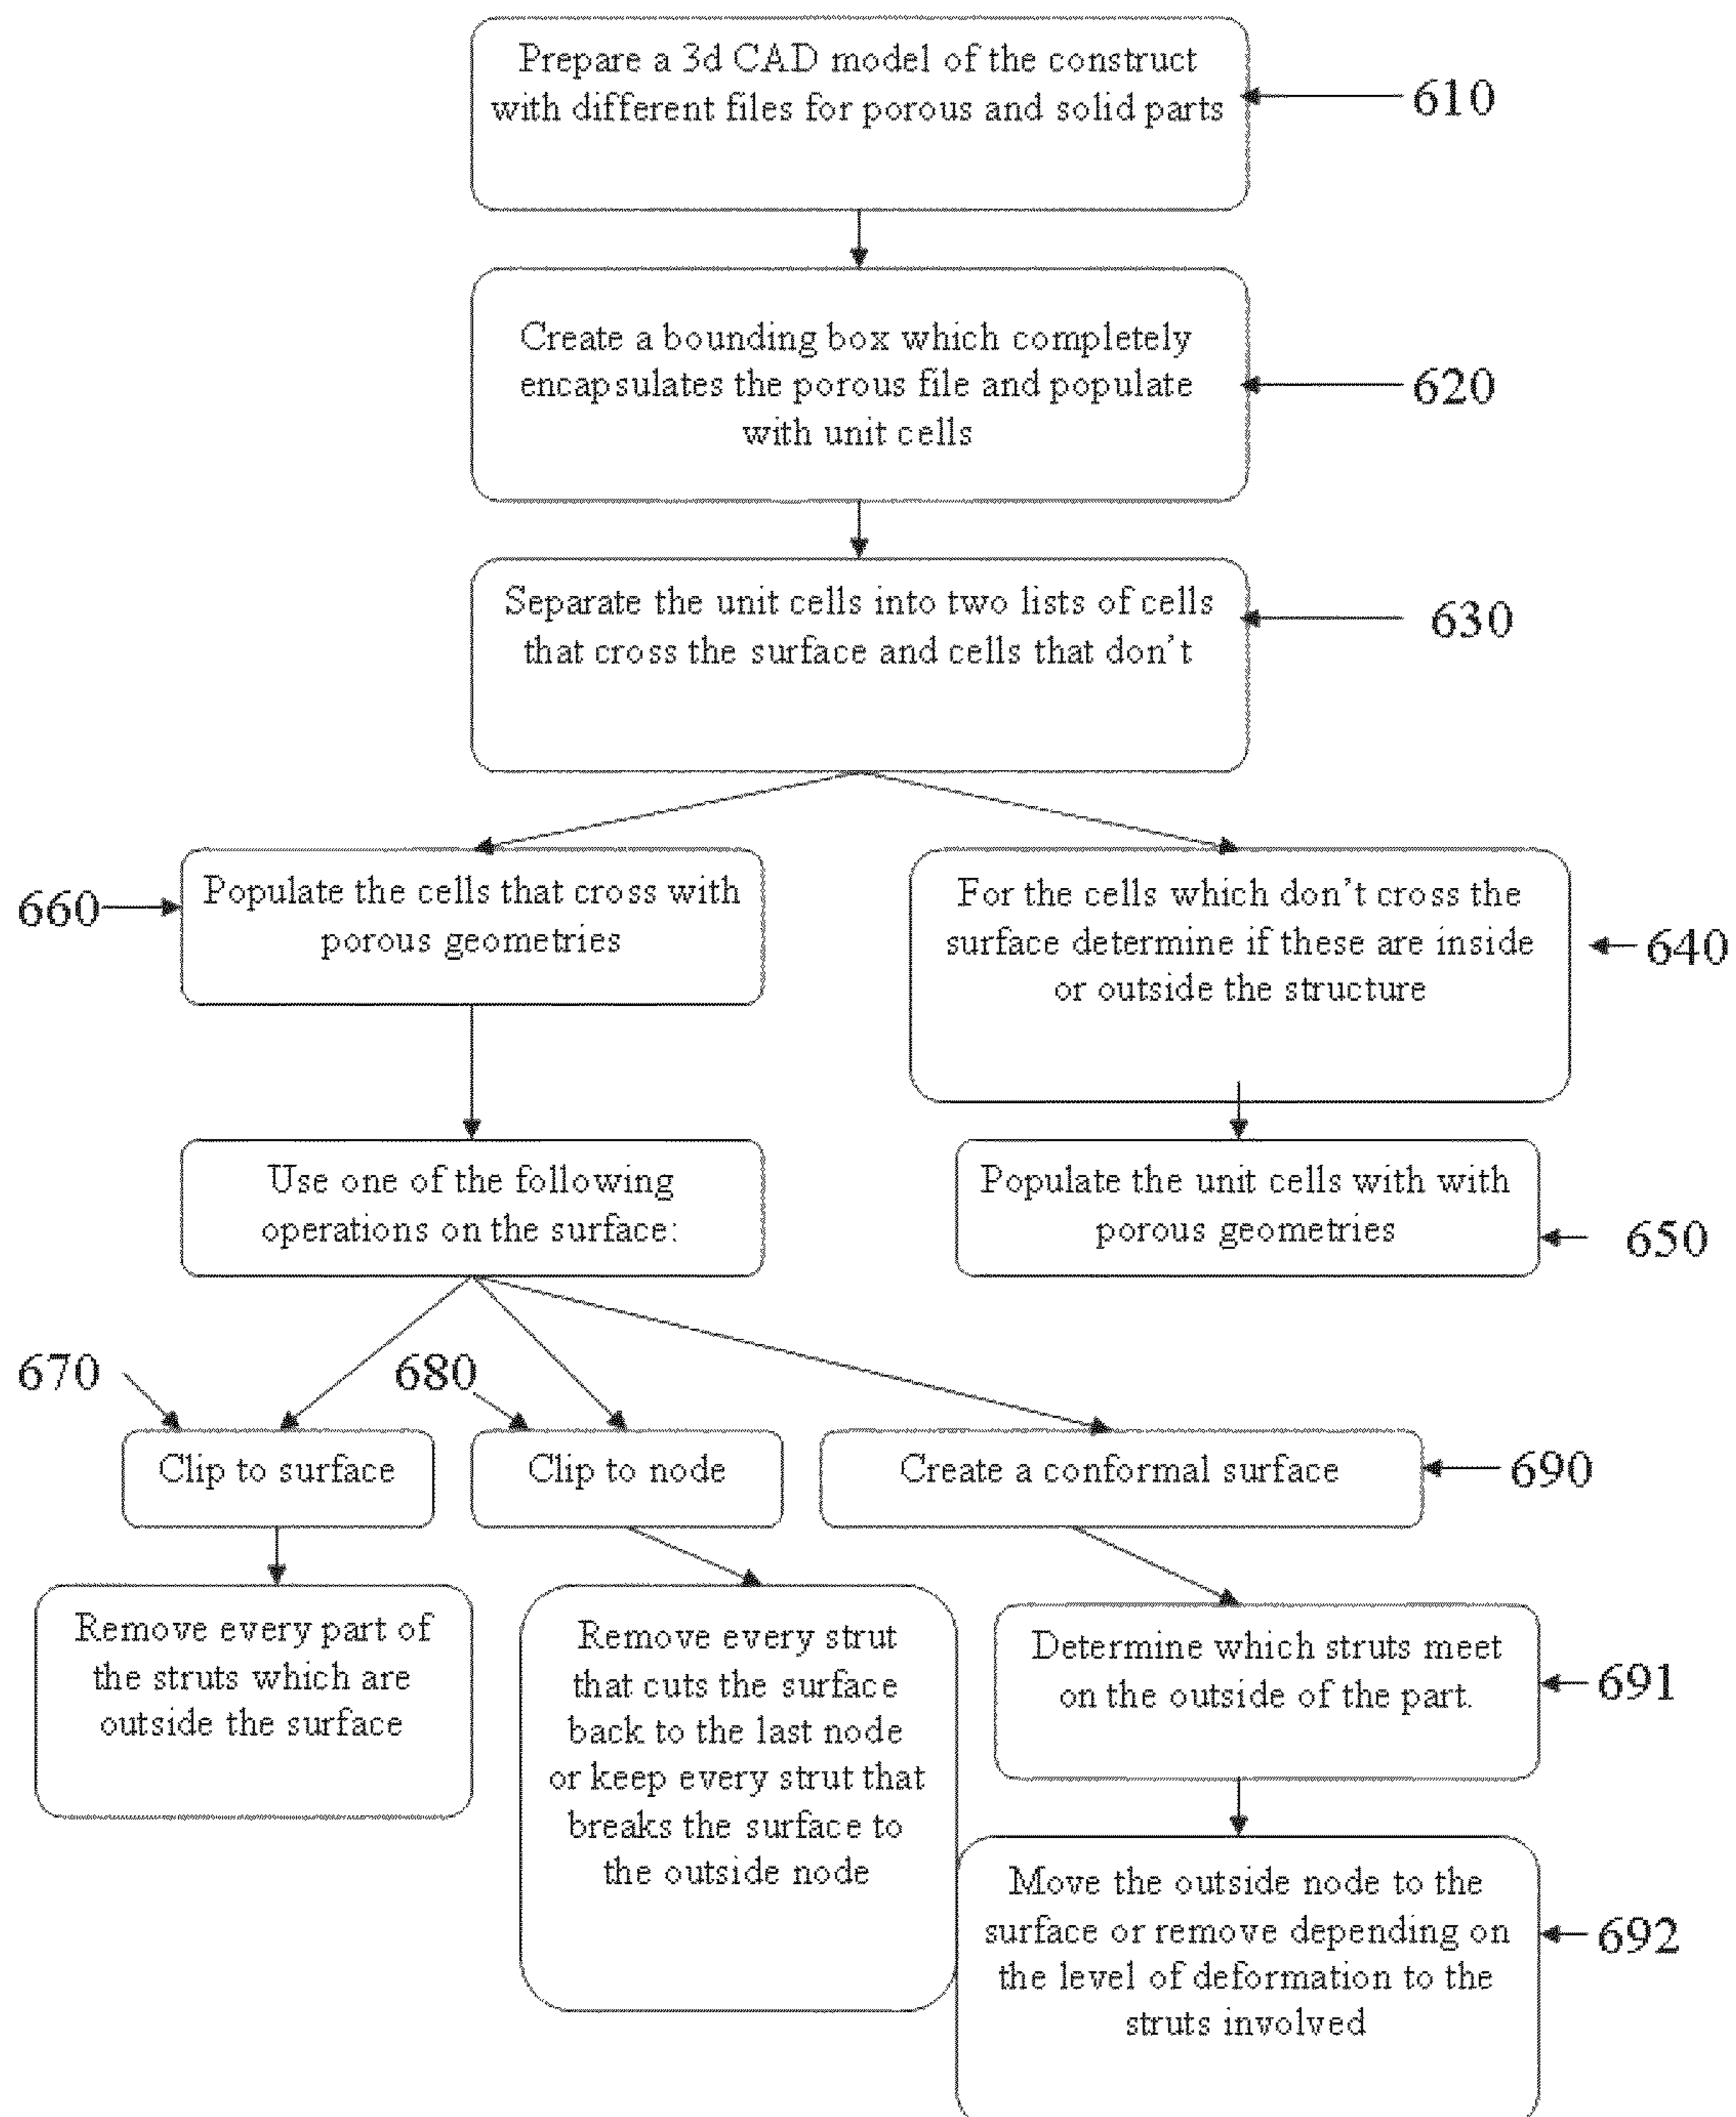 Prepare a 3d CAD model of the construct
with different files for porous and solid parts
610
Create a bounding box which completely
encapsulates the porous file and populate
with unit cells
620
Separate the unit cells into two lists of cells
that cross the surface and cells that don't
630
660
Populate the cells that cross with
porous geometries
For the cells which don't cross the
surface determine if these are inside
or outside the structure
640
Use one of the following
operations on the surface:
Populate the unit cells with with
porous geometries
650
670
680
Clip to surface
Clip to node
Create a conformal surface
690
Remove every part of
the struts which are
outside the surface
Remove every strut
that cuts the surface
back to the last node
or keep every strut that
breaks the surface to
the outside node
Determine which struts meet
on the outside of the part.
691
Move the outside node to the
surface or remove depending on
the level of deformation to the
struts involved
692